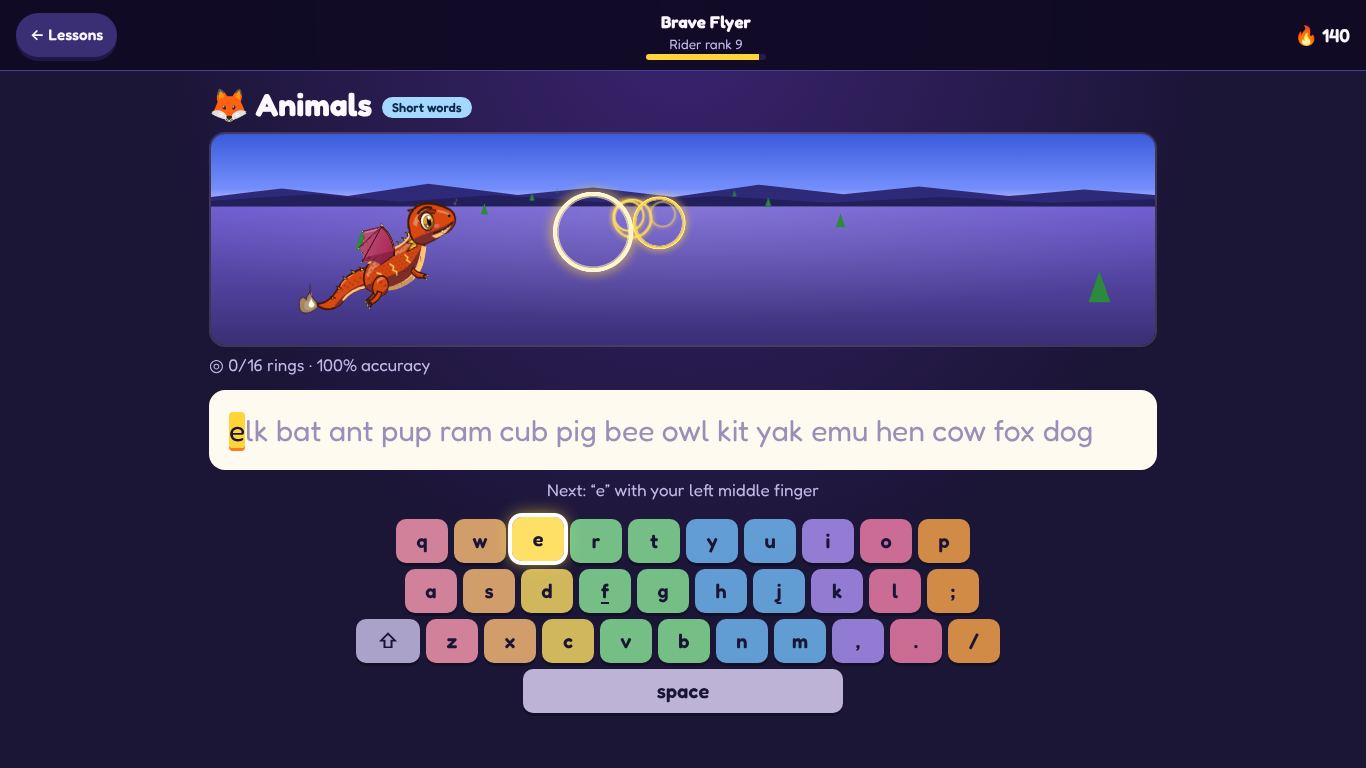 ← Lessons
Brave Flyer
Rider rank 9
🔥 140
🦊 Animals
Short words
◎ 0/16 rings · 100% accuracy
elk bat ant pup ram cub pig bee owl kit yak emu hen cow fox dog
Next: “e” with your left middle finger
q w e r t y u i o p
a s d f g h j k l ;
⇧ z x c v b n m , . /
space